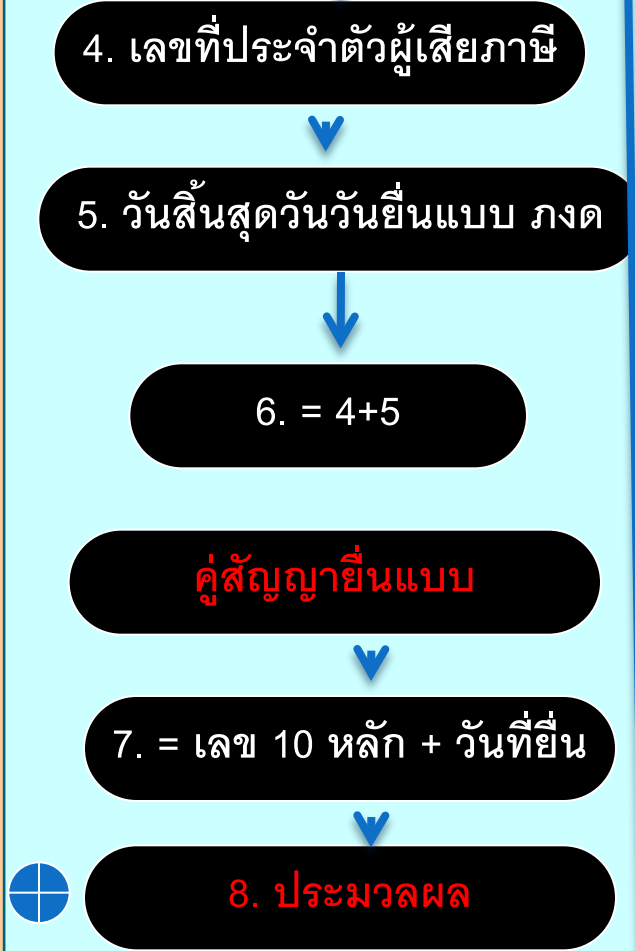 4. เลขที่ประจำตัวผู้เสียภาษี
5. วันสิ้นสุดวันวันยื่นแบบ ภงด
6. = 4+5
คู่สัญญายื่นแบบ
7. = เลข 10 หลัก + วันที่ยื่น
8. ประมวลผล